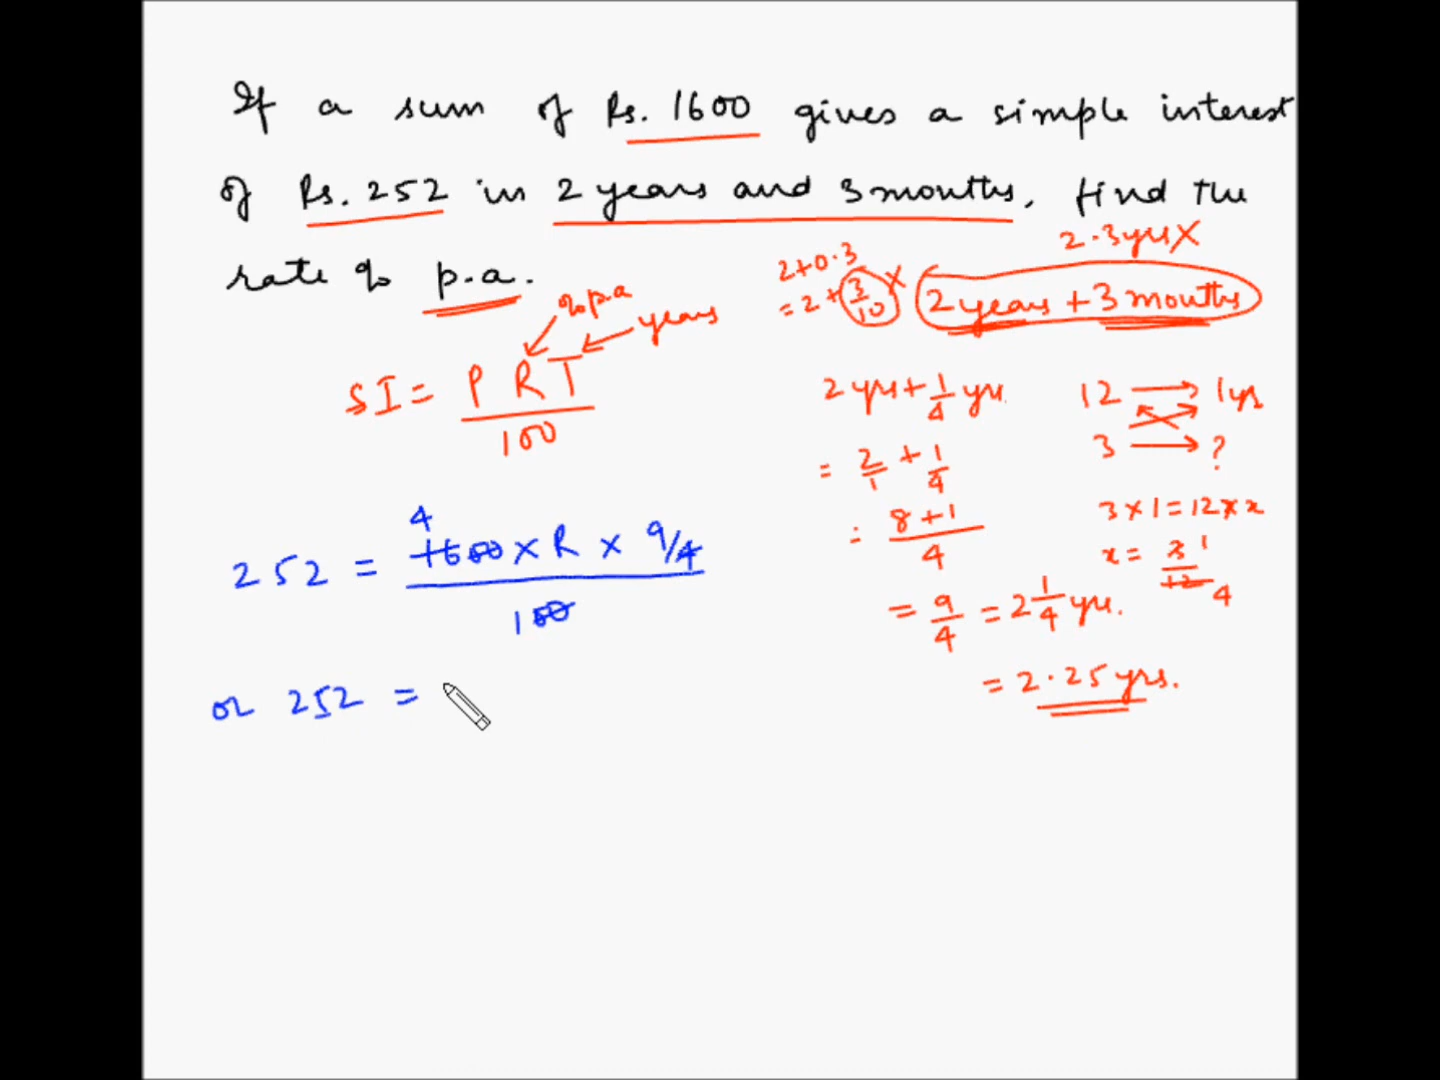 If a sum of Rs. 1600 gives a simple interest
of Rs. 252 in 2 years and 3 months, find the
rate % p.a.
2.3yrs X
2+0.3
= 2 + 3/10 X
2 years + 3 months
% p.a
years
SI = P R T
100
2 yrs + 1/4 yrs.
12 → 1yr
3 → ?
= 2/1 + 1/4
3 x 1 = 12 x x
= 8+1
4
x = 3 1
12 4
= 9/4 = 2 1/4 yrs.
= 2.25 yrs.
4
252 = 1600 x R x 9/4
100
or 252 =